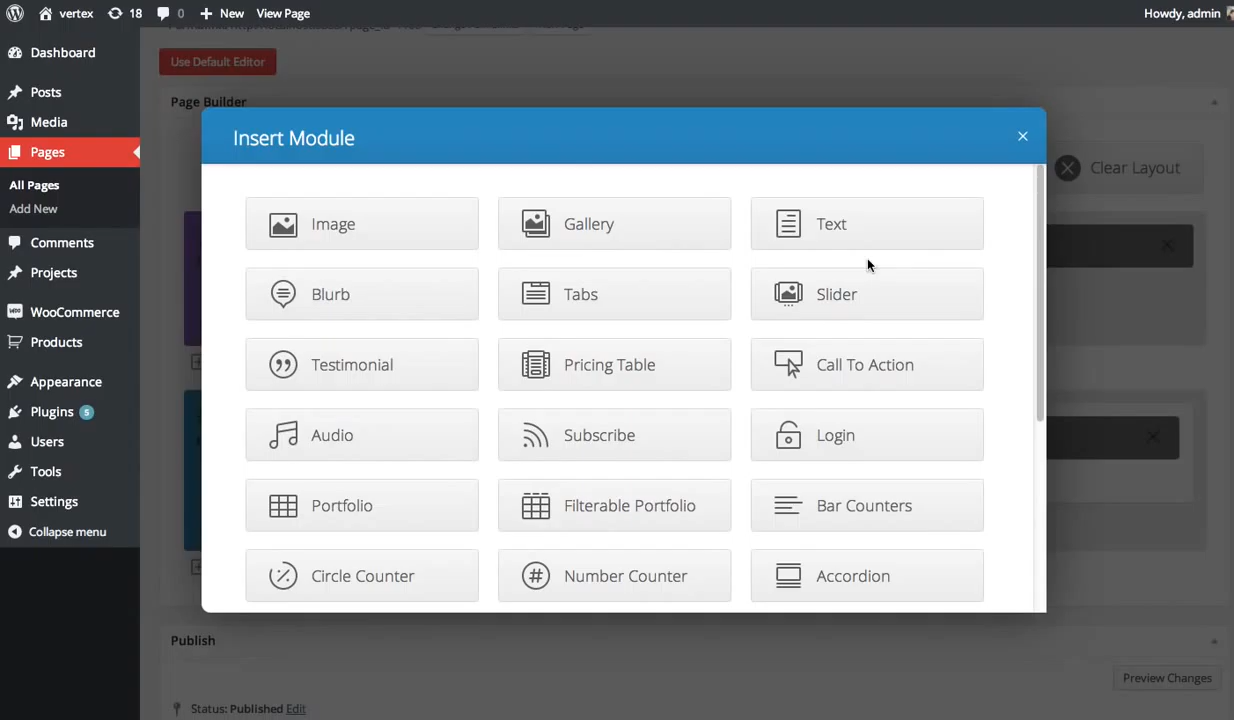 vertex 18 0 New View Page Howdy, admin
Dashboard
Use Default Editor
Posts
Page Builder
Media
Insert Module ×
Pages
Clear Layout
All Pages
Add New
Image Gallery Text
Comments
Projects
Blurb Tabs Slider
WooCommerce
Products
Testimonial Pricing Table Call To Action
Appearance
Plugins 5
Audio Subscribe Login
Users
Tools
Settings
Portfolio Filterable Portfolio Bar Counters
Collapse menu
Circle Counter Number Counter Accordion
Publish
Preview Changes
Status: Published Edit